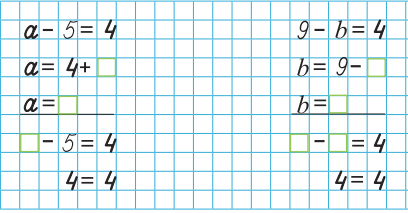 a - 5 = 4
a = 4 + □
a = □
□ - 5 = 4
4 = 4
9 - b = 4
b = 9 - □
b = □
□ - □ = 4
4 = 4